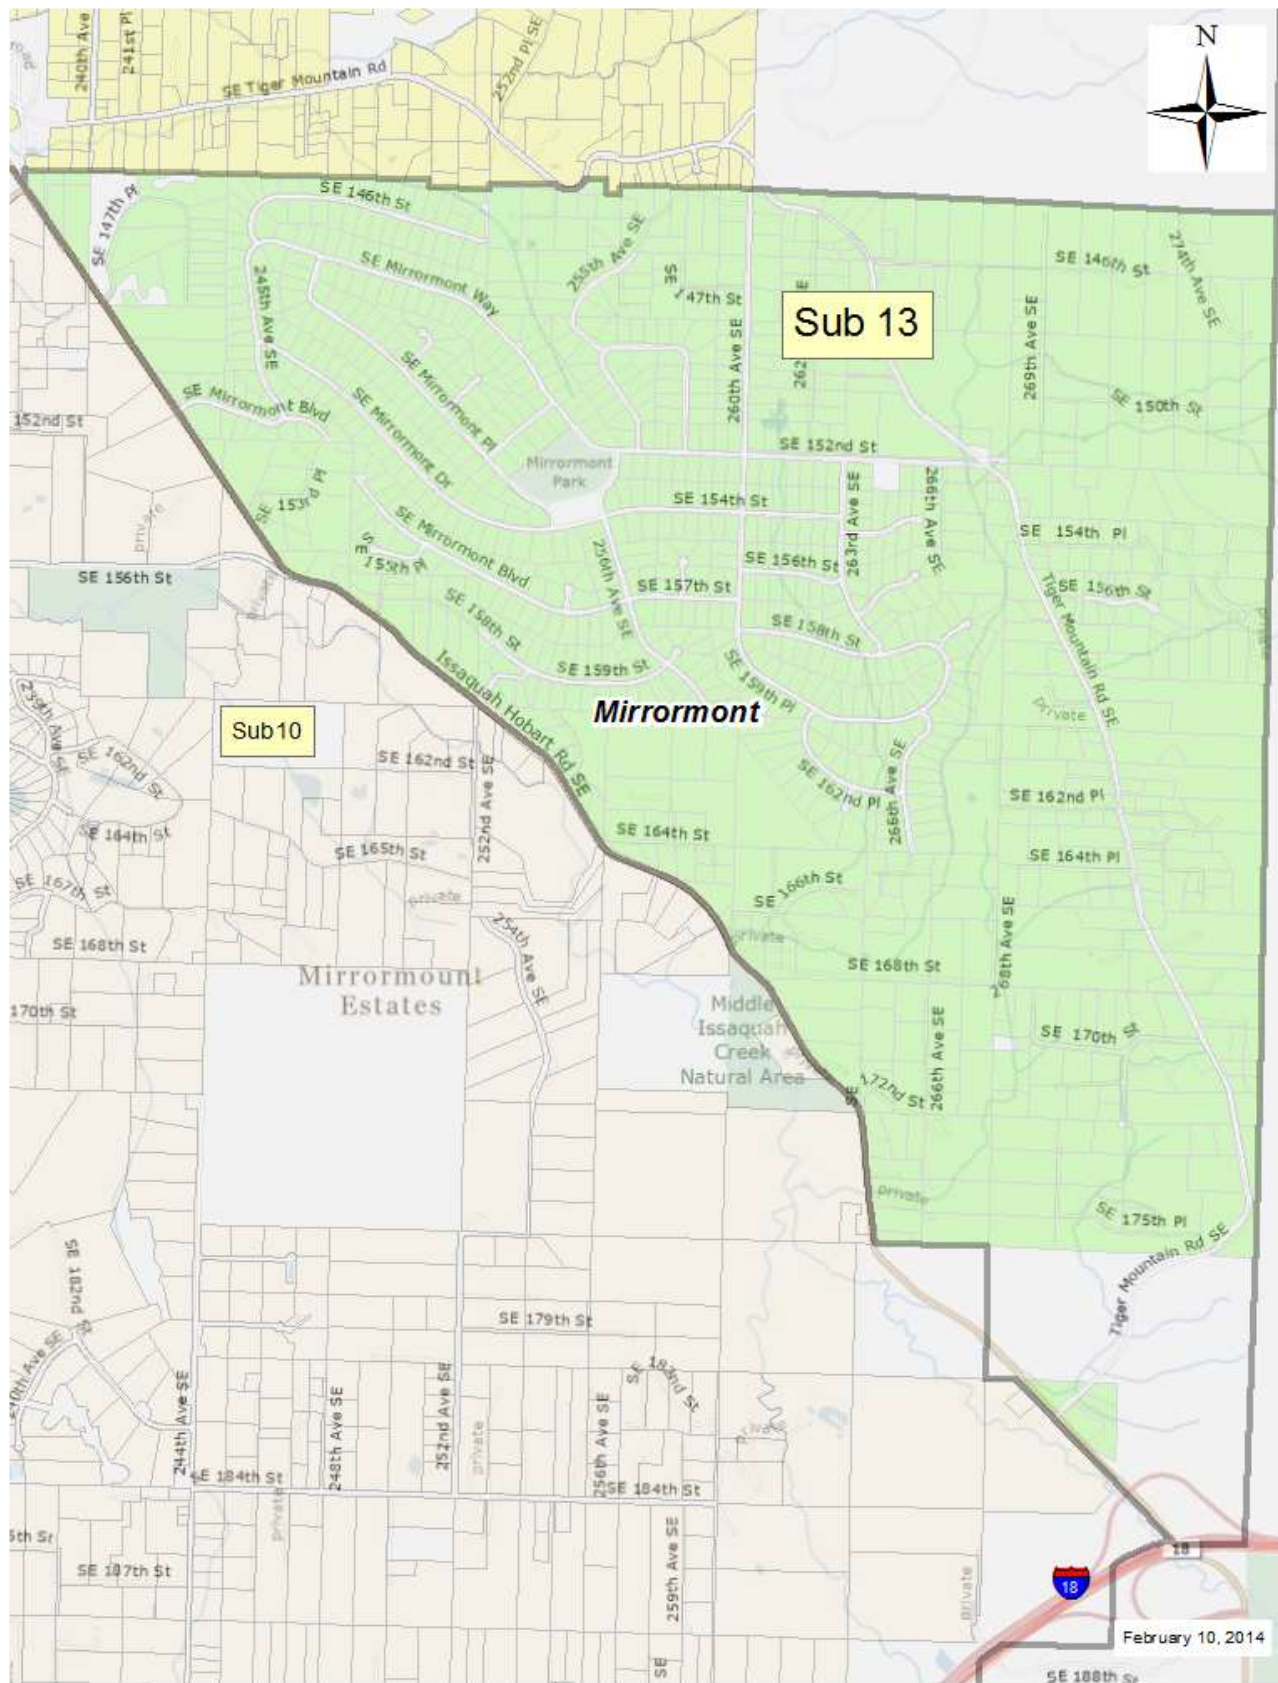 N
240th Ave
241st Pl
252nd Pl SE
SE Tiger Mountain Rd
SE 147th Pl
SE 146th St
SE Mirrormont Way
255th Ave SE
SE 147th St
260th Ave SE
Sub 13
SE 146th St
274th Ave SE
269th Ave SE
SE 150th St
245th Ave SE
SE Mirrormont Blvd
SE Mirrormont Dr
SE Mirrormont Pl
152nd St
Mirrormont
Park
SE 152nd St
SE 153rd Pl
private
SE 154th St
263rd Ave SE
266th Ave SE
SE 154th Pl
SE 155th Pl
SE Mirrormont Blvd
256th Ave SE
SE 156th St
SE 156th St
private
SE 157th St
SE 156th St
Tiger Mountain Rd SE
private
SE 158th St
SE 158th St
SE 159th St
SE 159th Pl
Issaquah Hobart Rd SE
Mirrormont
private
239th Ave SE
SE 162nd St
Sub10
SE 162nd St
252nd Ave SE
SE 162nd Pl
266th Ave SE
SE 162nd Pl
SE 164th St
SE 165th St
SE 164th St
SE 164th Pl
SE 167th St
private
SE 166th St
268th Ave SE
SE 168th St
254th Ave SE
private
SE 168th St
Mirrormount
Estates
170th St
Middle
Issaquah
Creek
Natural Area
SE 170th St
266th Ave SE
SE 172nd St
private
SE 175th Pl
Tiger Mountain Rd SE
SE 182nd St
SE 179th St
SE 183rd St
244th Ave SE
248th Ave SE
252nd Ave SE
private
256th Ave SE
private
SE 184th St
private
SE 184th St
SE 187th St
259th Ave SE
private
18
18
February 10, 2014
SE
SE 188th St